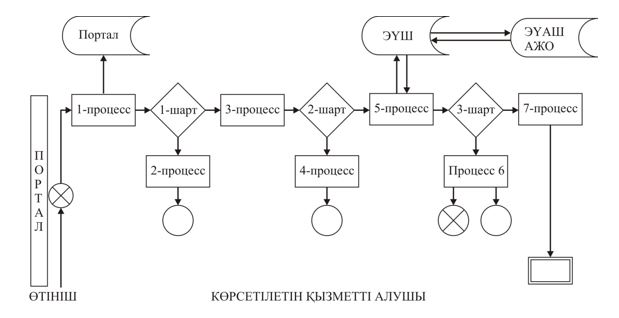 Портал
ЭҮШ
ЭҮАШ
АЖО
1-процесс
1-шарт
3-процесс
2-шарт
5-процесс
3-шарт
7-процесс
2-процесс
4-процесс
Процесс 6
ПОРТАЛ
ӨТІНІШ
КӨРСЕТІЛЕТІН ҚЫЗМЕТТІ АЛУШЫ